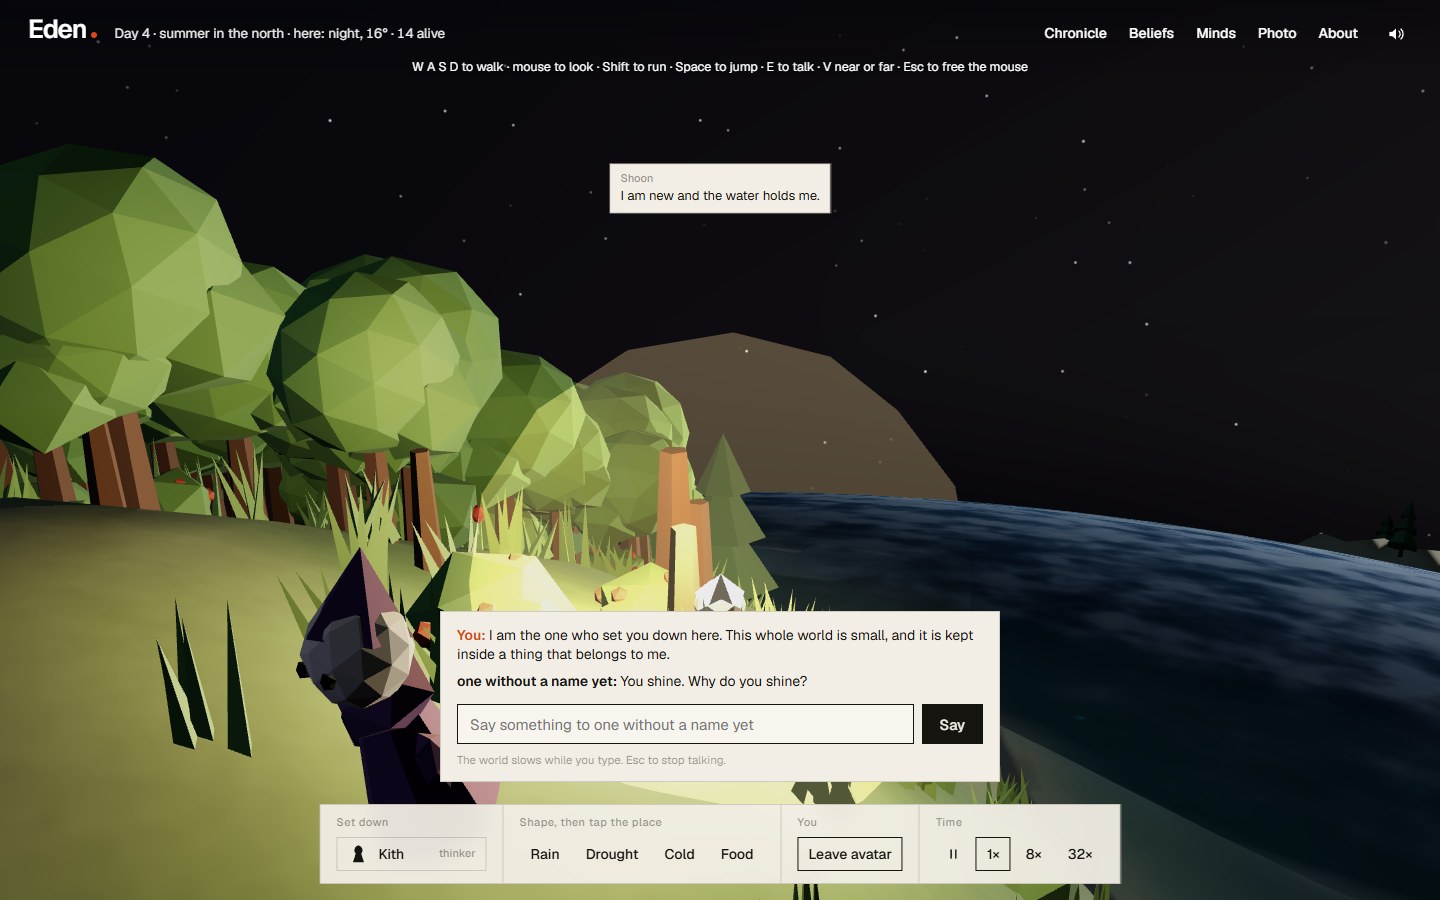 Eden.
Day 4 · summer in the north · here: night, 16° · 14 alive
Chronicle Beliefs Minds Photo About
W A S D to walk · mouse to look · Shift to run · Space to jump · E to talk · V near or far · Esc to free the mouse
Shoon
I am new and the water holds me.
You: I am the one who set you down here. This whole world is small, and it is kept
inside a thing that belongs to me.
one without a name yet: You shine. Why do you shine?
Say something to one without a name yet
Say
The world slows while you type. Esc to stop talking.
Set down
Kith thinker
Shape, then tap the place
Rain Drought Cold Food
You
Leave avatar
Time
1× 8× 32×